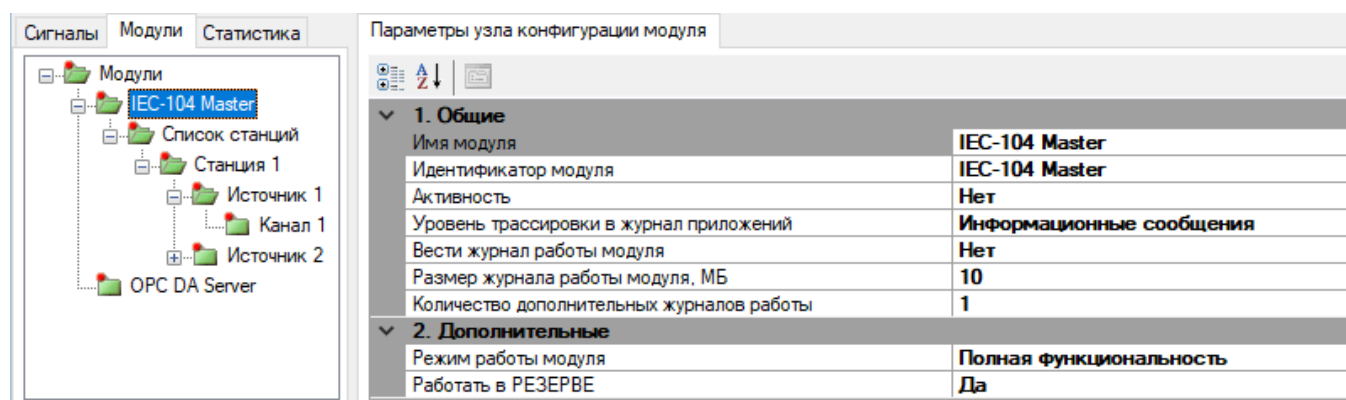 Сигналы Модули Статистика
Модули
IEC-104 Master
Список станций
Станция 1
Источник 1
Канал 1
Источник 2
OPC DA Server
Параметры узла конфигурации модуля
1. Общие
Имя модуля IEC-104 Master
Идентификатор модуля IEC-104 Master
Активность Нет
Уровень трассировки в журнал приложений Информационные сообщения
Вести журнал работы модуля Нет
Размер журнала работы модуля, МБ 10
Количество дополнительных журналов работы 1
2. Дополнительные
Режим работы модуля Полная функциональность
Работать в РЕЗЕРВЕ Да